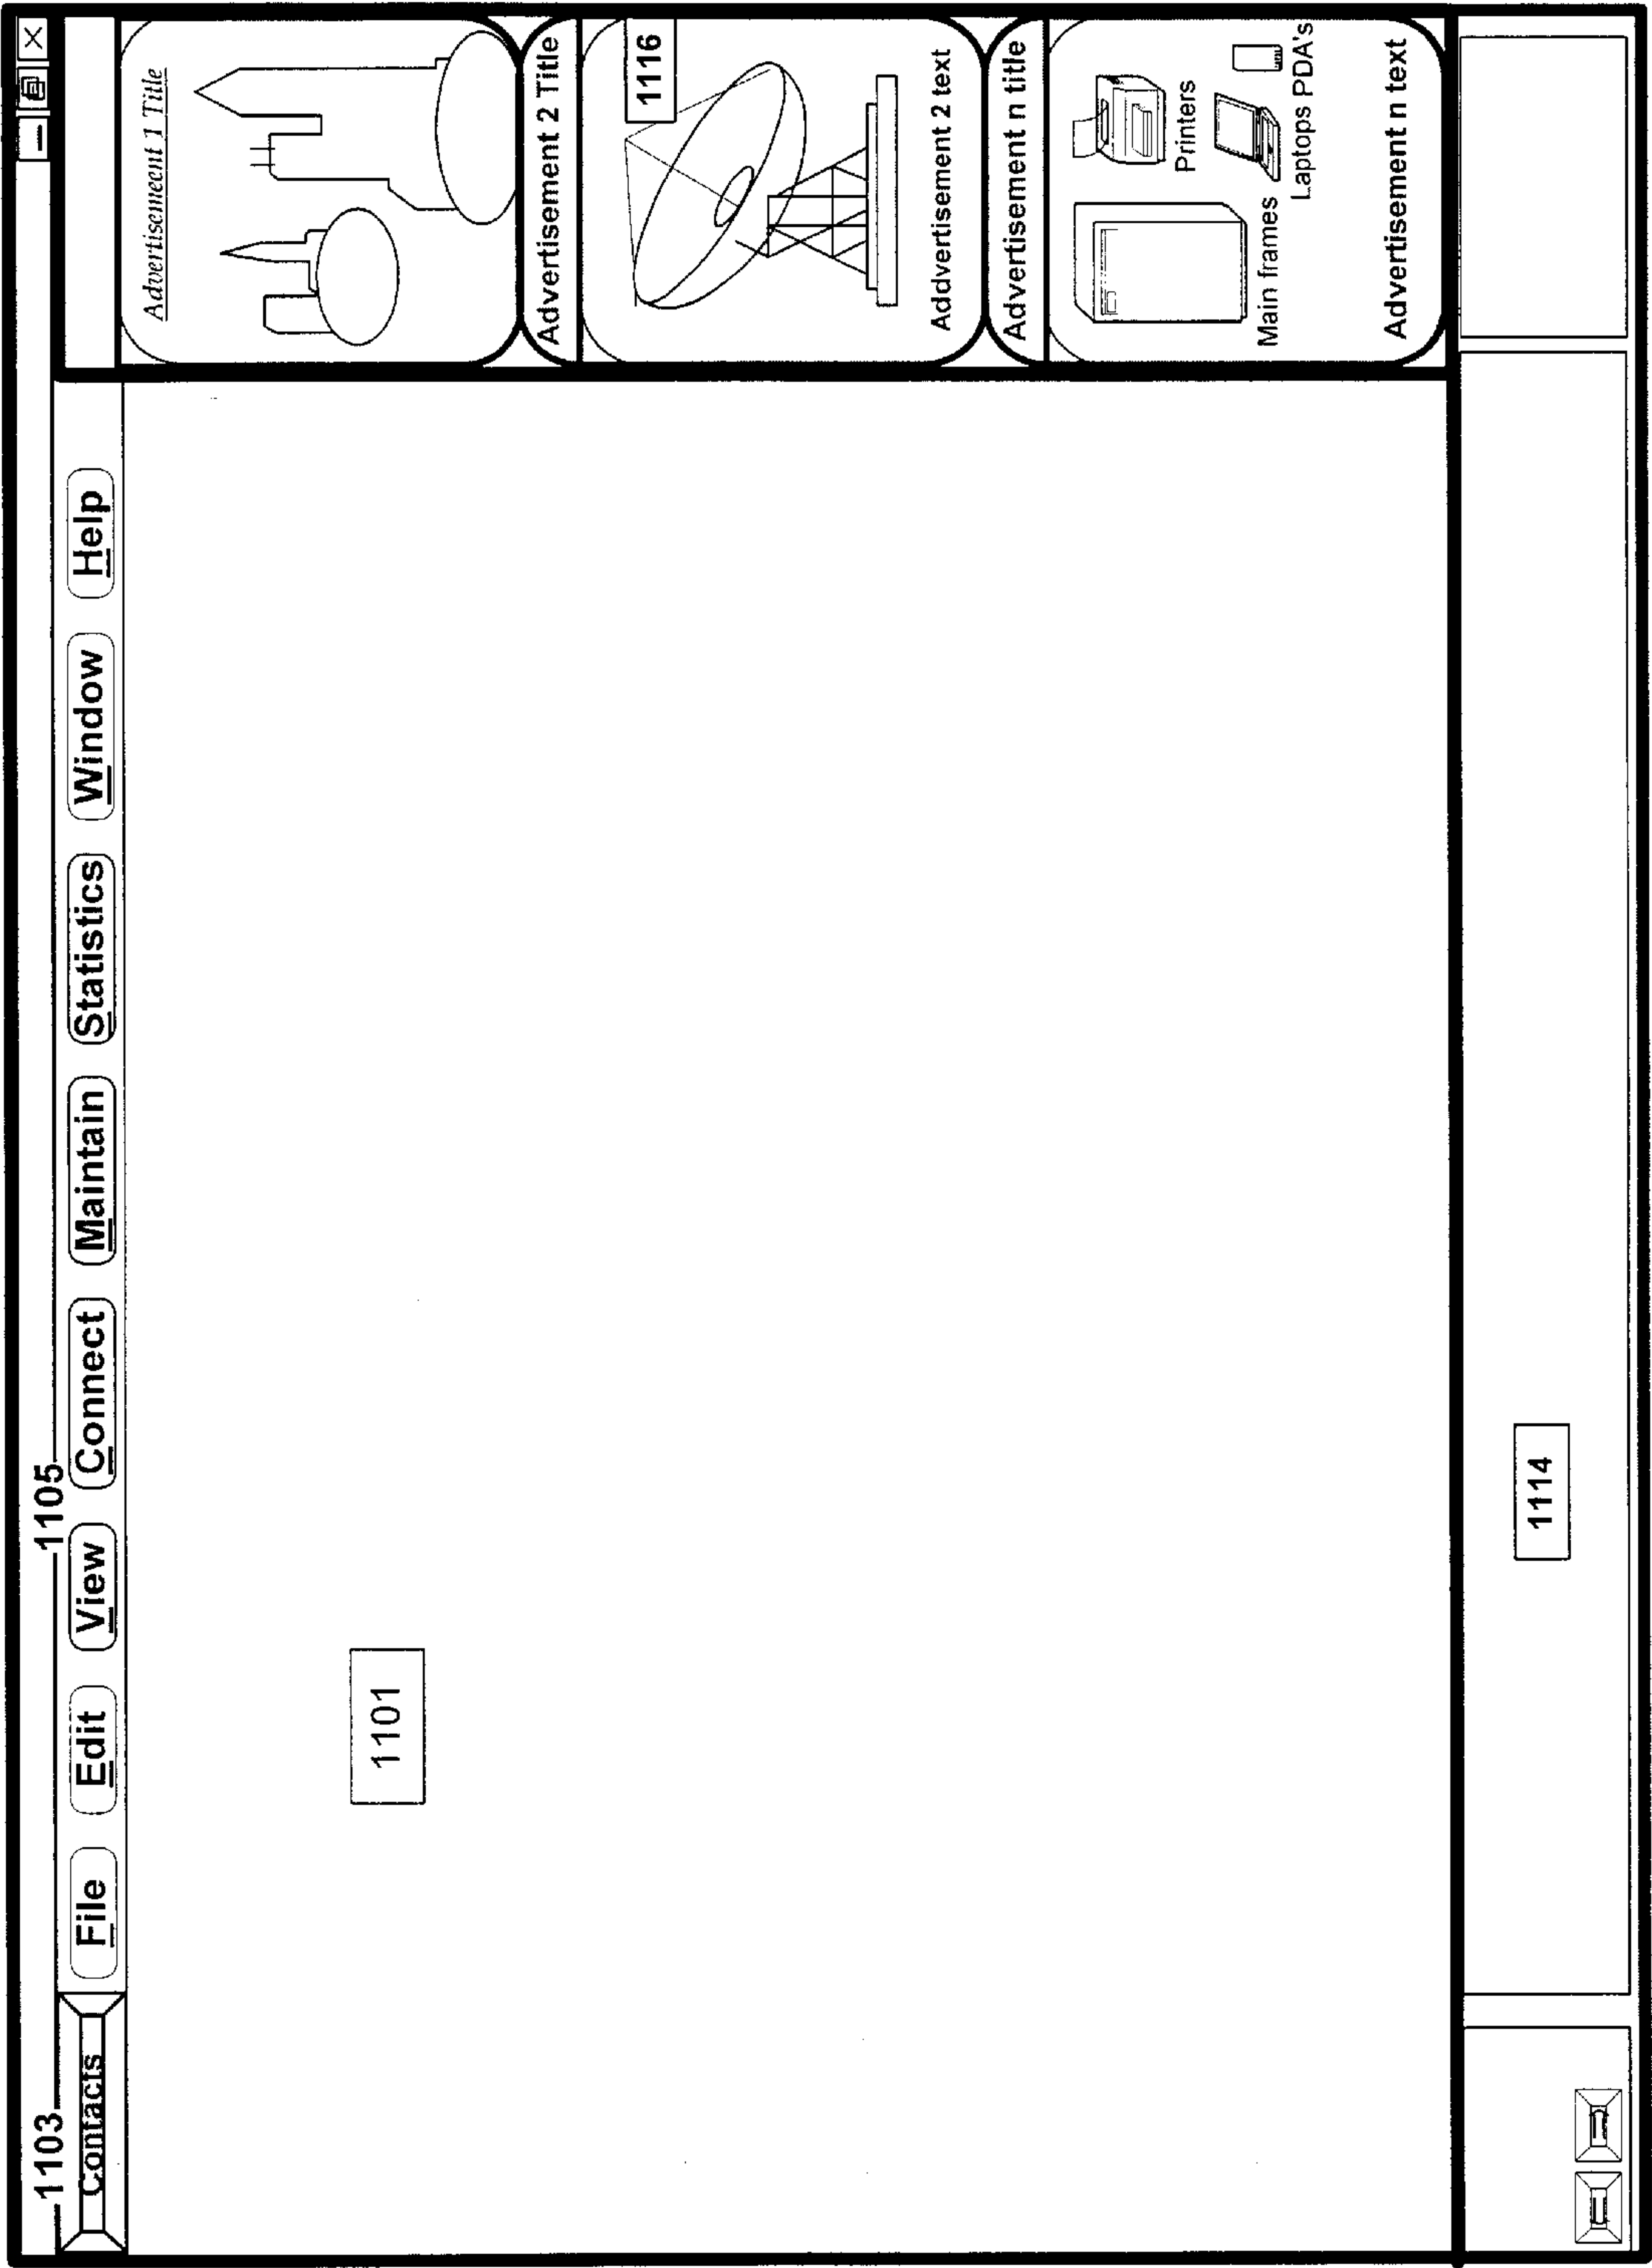 1103
1105
Contacts
File
Edit
View
Connect
Maintain
Statistics
Window
Help
1101
Advertisement 1 Title
Advertisement 2 Title
1116
Addvertisement 2 text
Advertisement n title
Printers
Main frames
Laptops PDA's
Advertisement n text
1114